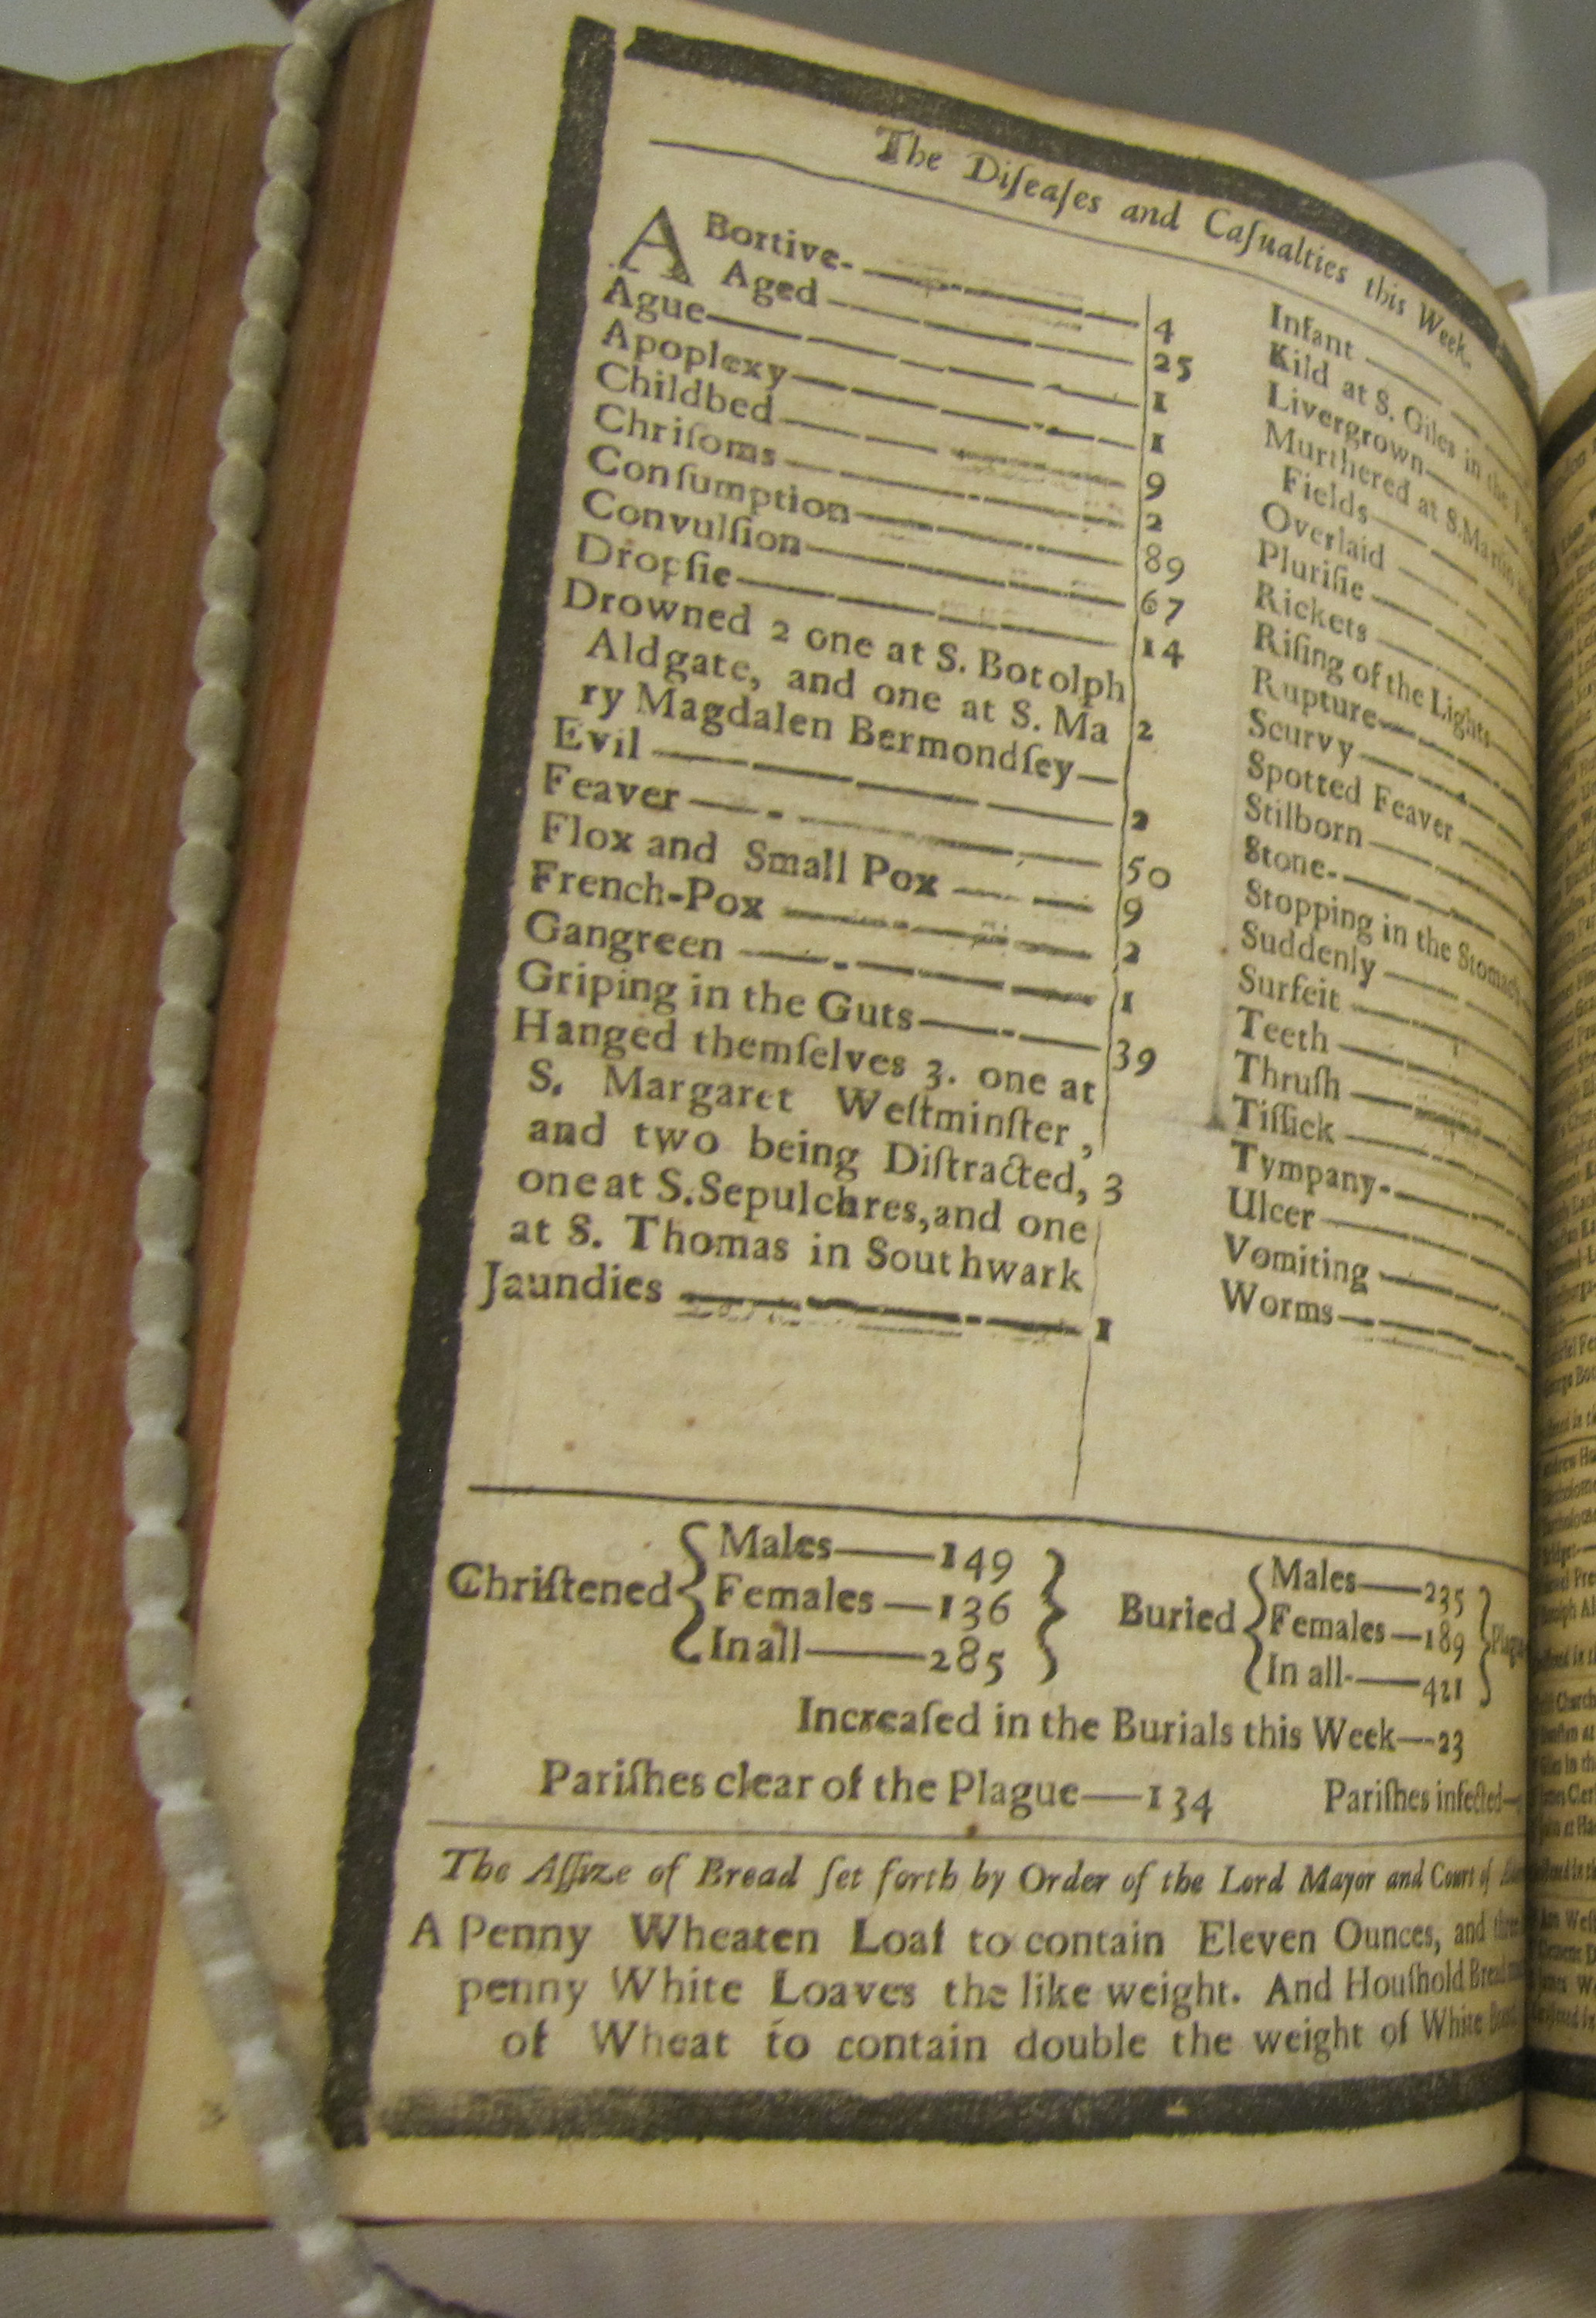 The Diſeaſes and Caſualties this Week.
ABortive- 4
Aged 25
Ague 1
Apoplexy 1
Childbed 9
Chriſoms 2
Conſumption 89
Convulſion 67
Dropſie 14
Drowned 2 one at S. Botolph
Aldgate, and one at S. Ma
ry Magdalen Bermondſey— 2
Evil 2
Feaver 50
Flox and Small Pox 9
French-Pox 2
Gangreen 1
Griping in the Guts 39
Hanged themſelves 3. one at
S. Margaret Weſtminſter,
and two being Diſtracted, 3
one at S. Sepulchres, and one
at S. Thomas in Southwark
Jaundies 1
Infant
Kild at S. Giles in the
Livergrown
Murthered at S. Martin
Fields
Overlaid
Pluriſie
Rickets
Riſing of the Lights
Rupture
Scurvy
Spotted Feaver
Stilborn
Stone-
Stopping in the Stomach
Suddenly
Surfeit
Teeth
Thruſh
Tiſſick
Tympany-
Ulcer
Vomiting
Worms
Chriſtened
Males—149
Females—136
In all—285
Buried
Males—235
Females—189
In all-—421
Plague
Increaſed in the Burials this Week—23
Pariſhes clear of the Plague—134 Pariſhes infected—
The Aſſize of Bread ſet forth by Order of the Lord Mayor and Court of
A Penny Wheaten Loaf to contain Eleven Ounces, and three
penny White Loaves the like weight. And Houſhold Bread
of Wheat to contain double the weight of White